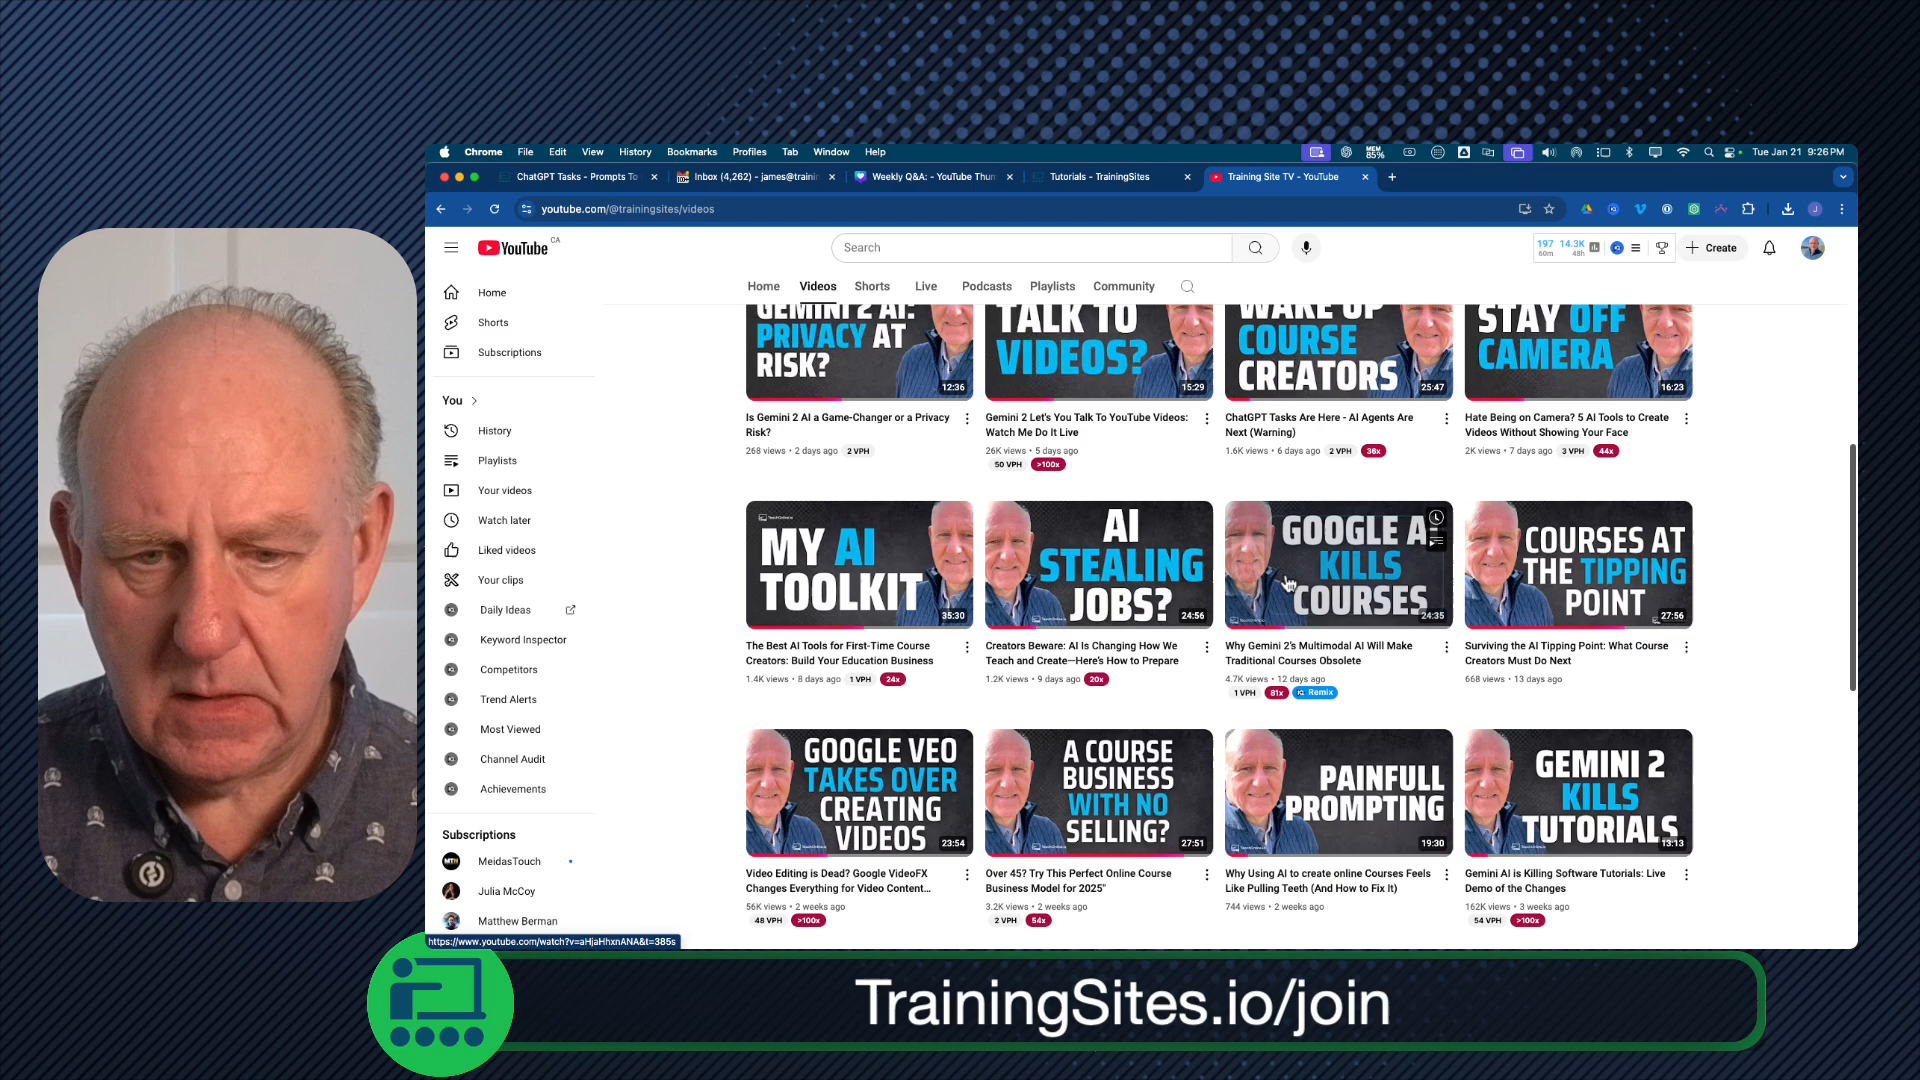 Chrome File Edit View History Bookmarks Profiles Tab Window Help
MEM 85%
Tue Jan 21 9:26 PM
ChatGPT Tasks - Prompts To
Inbox (4,262) - james@traini
Weekly Q&A: - YouTube Thum
Tutorials - TrainingSites
Training Site TV - YouTube
youtube.com/@trainingsites/videos
YouTube CA
Search
197 14.3K
60m 48h
Create
Home
Shorts
Subscriptions
You
History
Playlists
Your videos
Watch later
Liked videos
Your clips
Daily Ideas
Keyword Inspector
Competitors
Trend Alerts
Most Viewed
Channel Audit
Achievements
Subscriptions
MeidasTouch
Julia McCoy
Matthew Berman
https://www.youtube.com/watch?v=aHjaHhxnANA&t=385s
Home Videos Shorts Live Podcasts Playlists Community
GEMINI 2 AI:
PRIVACY AT
RISK?
12:36
Is Gemini 2 AI a Game-Changer or a Privacy
Risk?
268 views • 2 days ago 2 VPH
TALK TO
VIDEOS?
15:29
Gemini 2 Let's You Talk To YouTube Videos:
Watch Me Do It Live
26K views • 5 days ago
50 VPH >100x
WAKE UP
COURSE
CREATORS
25:47
ChatGPT Tasks Are Here - AI Agents Are
Next (Warning)
1.6K views • 6 days ago 2 VPH 36x
STAY OFF
CAMERA
16:23
Hate Being on Camera? 5 AI Tools to Create
Videos Without Showing Your Face
2K views • 7 days ago 3 VPH 44x
MY AI
TOOLKIT
35:30
The Best AI Tools for First-Time Course
Creators: Build Your Education Business
1.4K views • 8 days ago 1 VPH 24x
AI
STEALING
JOBS?
24:56
Creators Beware: AI Is Changing How We
Teach and Create—Here's How to Prepare
1.2K views • 9 days ago 20x
GOOGLE AI
KILLS
COURSES
24:35
Why Gemini 2's Multimodal AI Will Make
Traditional Courses Obsolete
4.7K views • 12 days ago
1 VPH 81x Remix
COURSES AT
THE TIPPING
POINT
27:56
Surviving the AI Tipping Point: What Course
Creators Must Do Next
668 views • 13 days ago
GOOGLE VEO
TAKES OVER
CREATING
VIDEOS
23:54
Video Editing is Dead? Google VideoFX
Changes Everything for Video Content...
56K views • 2 weeks ago
48 VPH >100x
A COURSE
BUSINESS
WITH NO
SELLING?
27:51
Over 45? Try This Perfect Online Course
Business Model for 2025"
3.2K views • 2 weeks ago
2 VPH 54x
PAINFULL
PROMPTING
19:30
Why Using AI to create online Courses Feels
Like Pulling Teeth (And How to Fix It)
744 views • 2 weeks ago
GEMINI 2
KILLS
TUTORIALS
13:13
Gemini AI is Killing Software Tutorials: Live
Demo of the Changes
162K views • 3 weeks ago
54 VPH >100x
TrainingSites.io/join